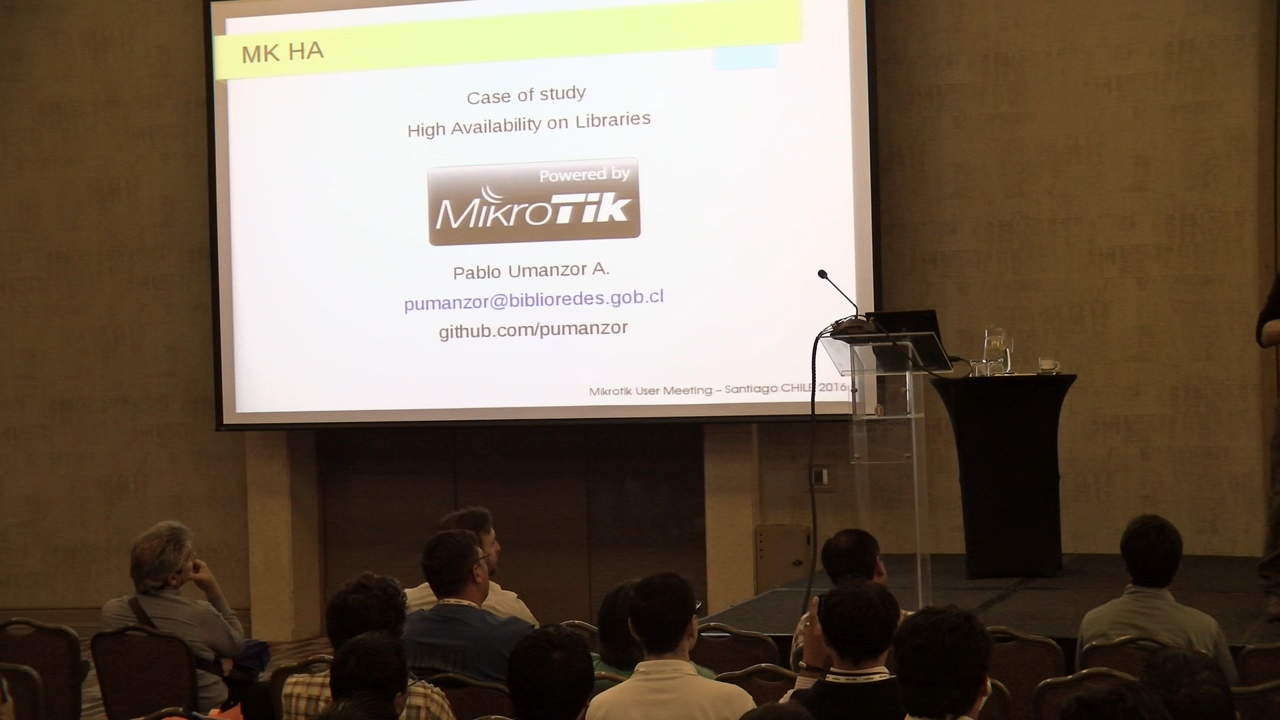 MK HA
Case of study
High Availability on Libraries
Powered by
MikroTik
Pablo Umanzor A.
pumanzor@biblioredes.gob.cl
github.com/pumanzor
Mikrotik User Meeting – Santiago CHILE 2016